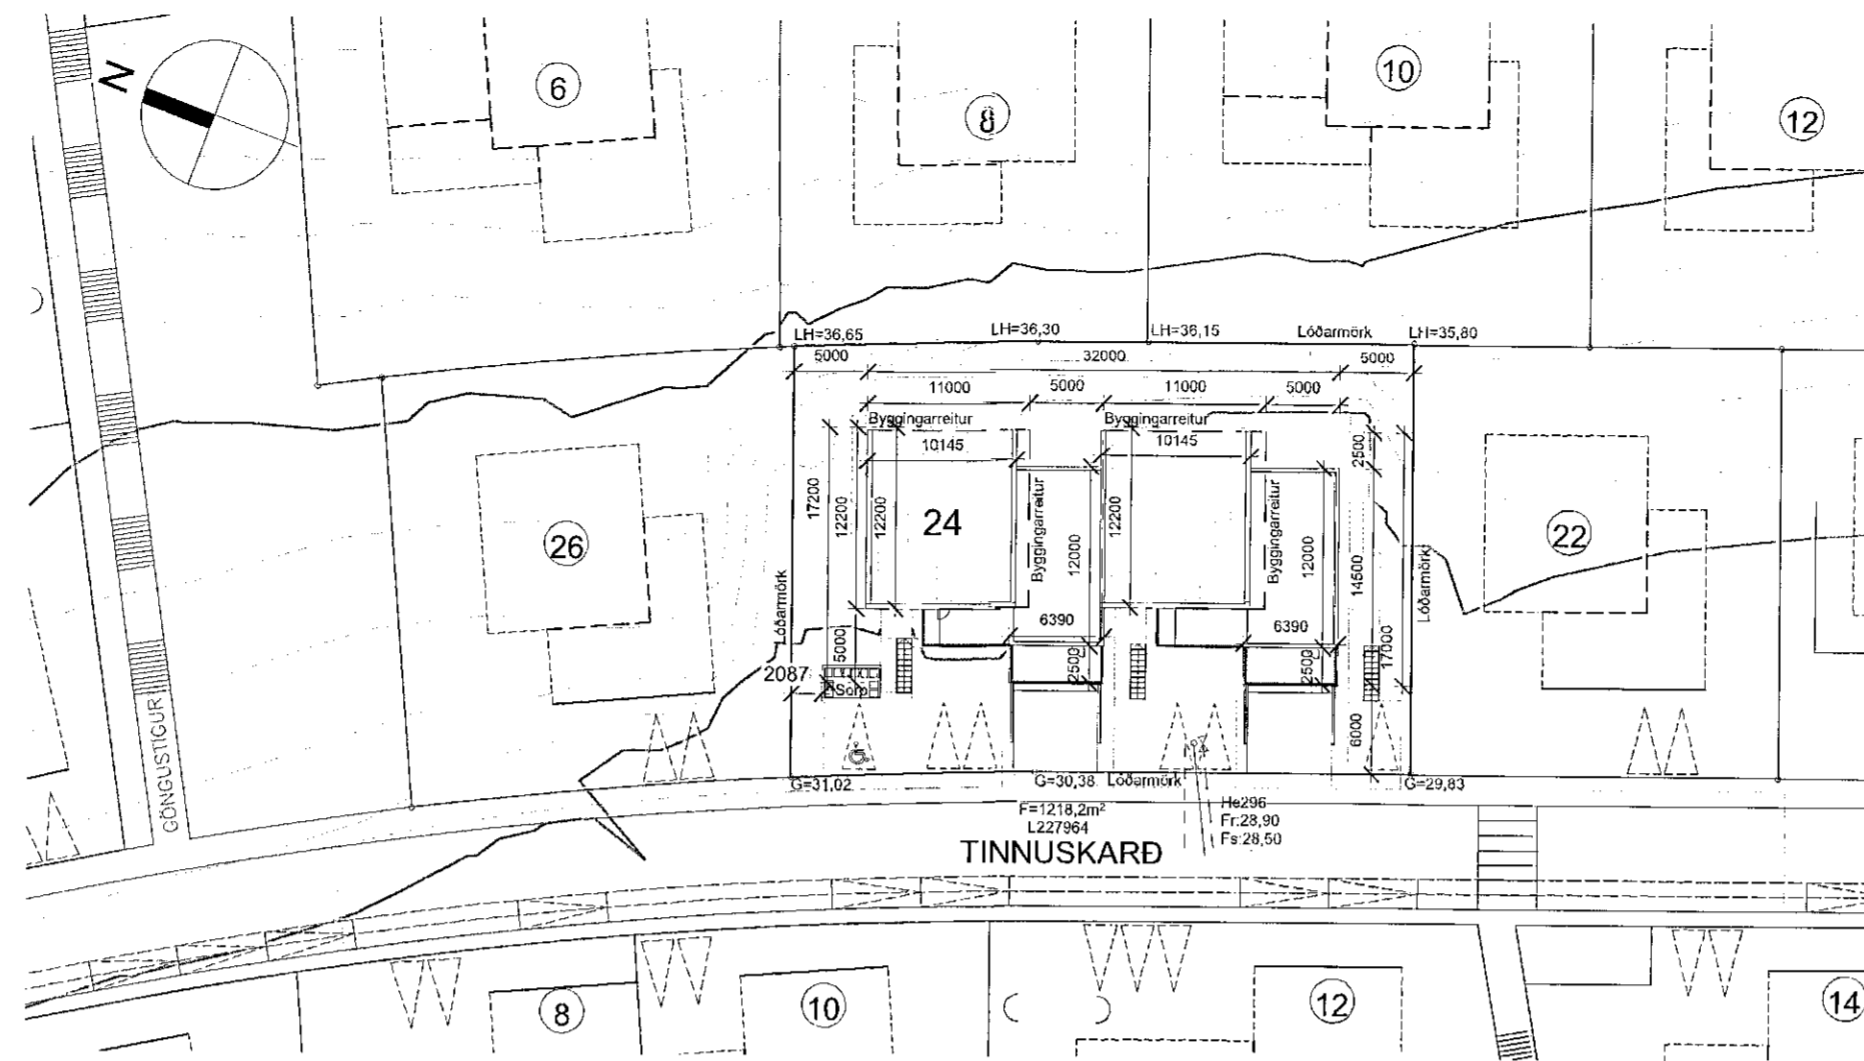 N
6
8
10
12
LH=36,65
LH=36,30
LH=36,15
Lóðarmörk
LH=35,80
5000
32000
5000
11000
5000
11000
5000
Byggingarreitur
Byggingarreitur
10145
10145
2500
17200
12200
12200
24
Byggingarreitur
12000
12200
Byggingarreitur
12000
14500
26
22
Lóðarmörk
Lóðarmörk
6390
6390
5000
2500
2500
17000
2087
Sorp
6000
GÖNGUSTIGUR
G=31,02
G=30,38
Lóðarmörk
G=29,83
F=1218,2m²
L227964
He296
Fr:28,90
Fs:28,50
TINNUSKARÐ
8
10
12
14